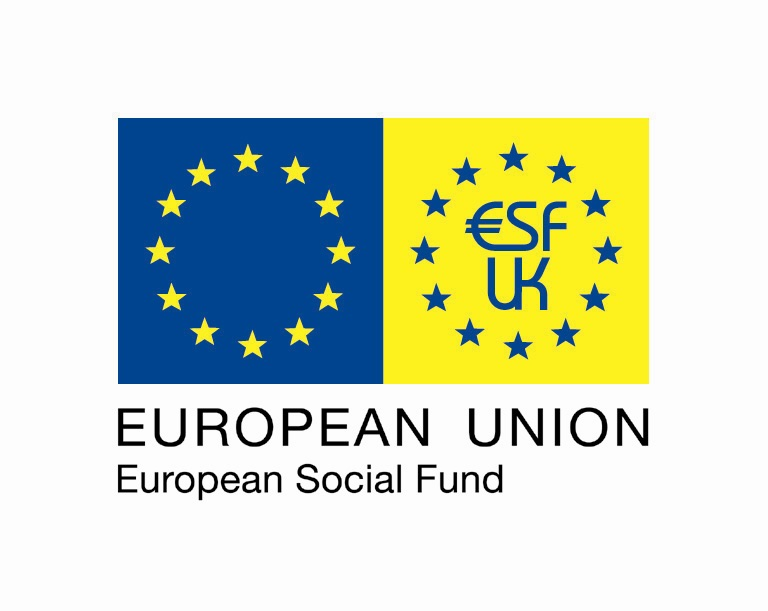 €SF
UK
EUROPEAN UNION
European Social Fund